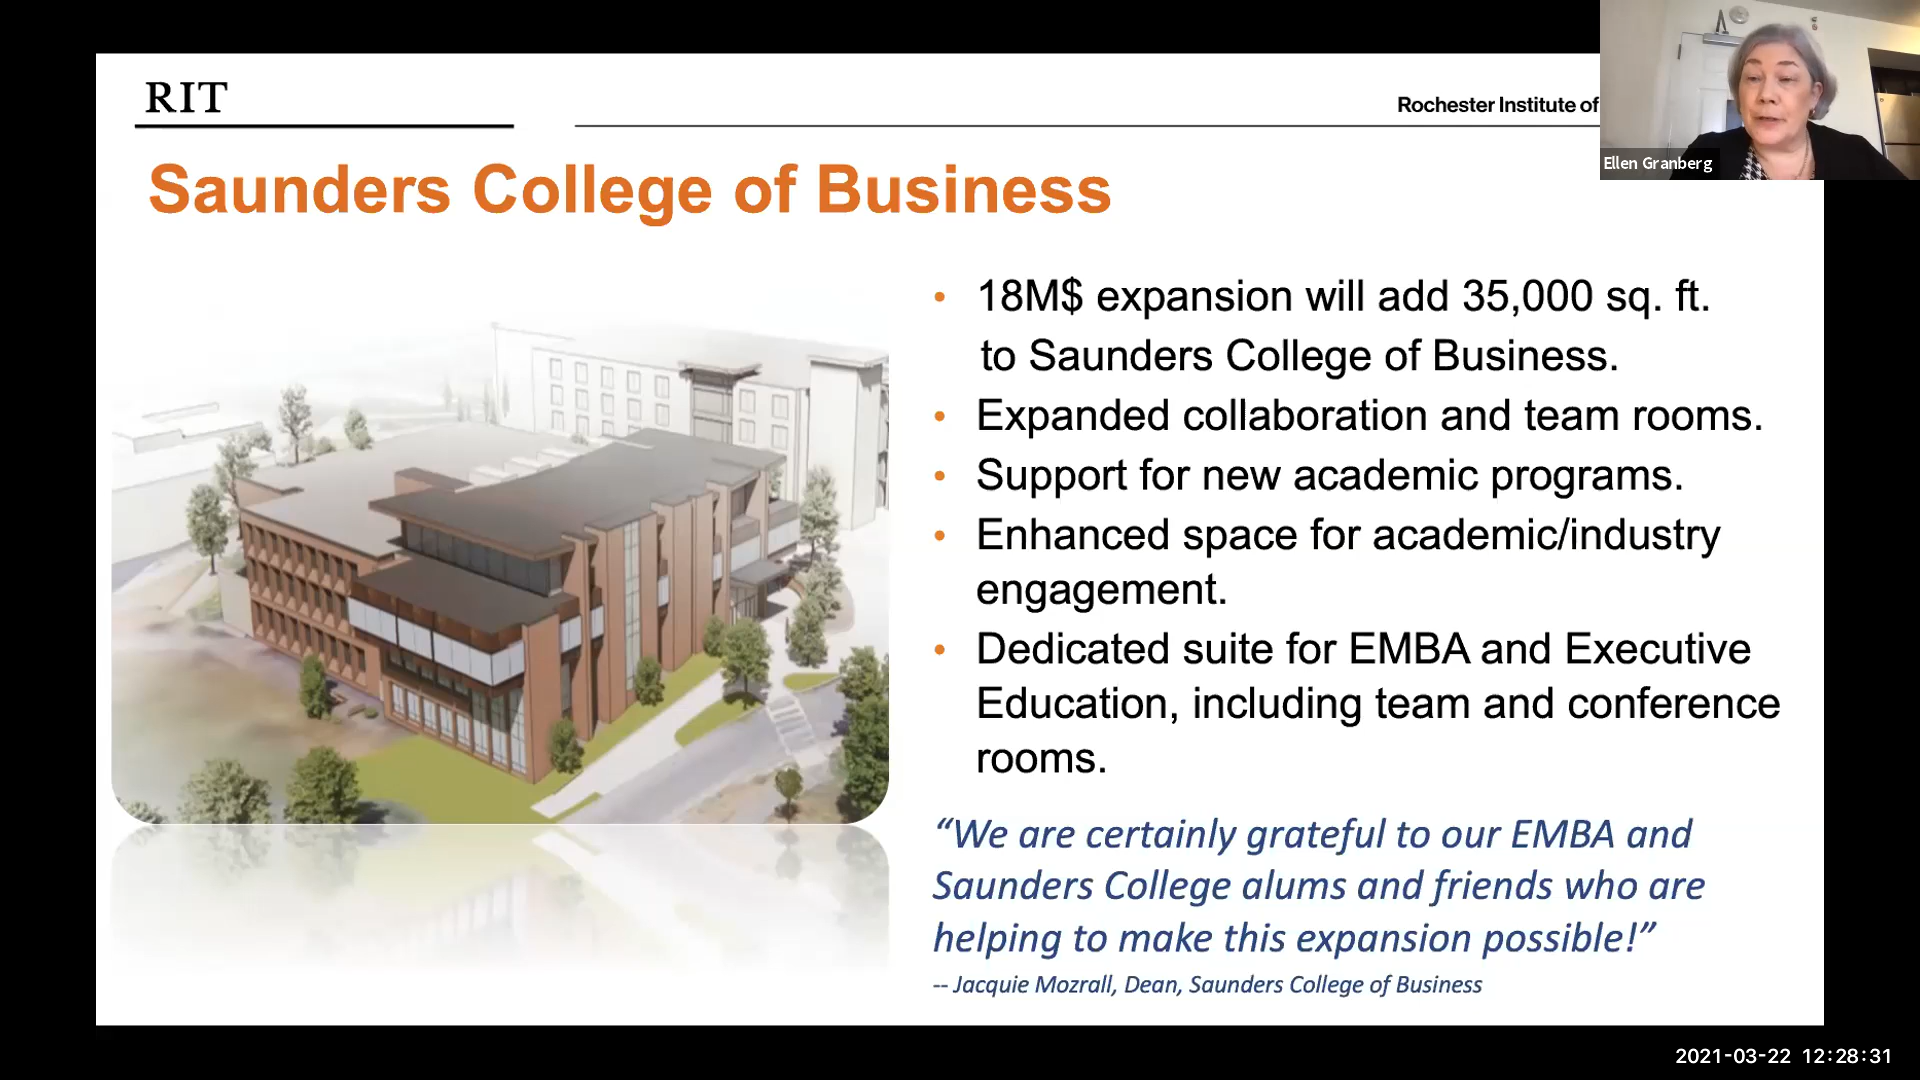 RIT
Rochester Institute of
Ellen Granberg
Saunders College of Business
• 18M$ expansion will add 35,000 sq. ft.
to Saunders College of Business.
• Expanded collaboration and team rooms.
• Support for new academic programs.
• Enhanced space for academic/industry
engagement.
• Dedicated suite for EMBA and Executive
Education, including team and conference
rooms.
“We are certainly grateful to our EMBA and
Saunders College alums and friends who are
helping to make this expansion possible!”
-- Jacquie Mozrall, Dean, Saunders College of Business
2021-03-22 12:28:31